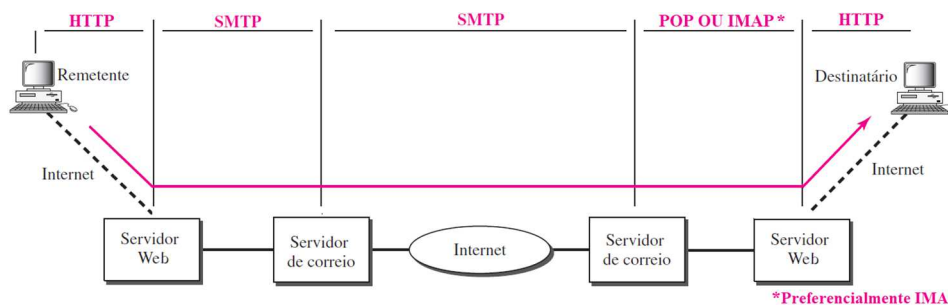 HTTP SMTP SMTP POP OU IMAP * HTTP
Remetente Destinatário
Internet Internet
Servidor Web
Servidor de correio
Internet
Servidor de correio
Servidor Web
*Preferencialmente IMA